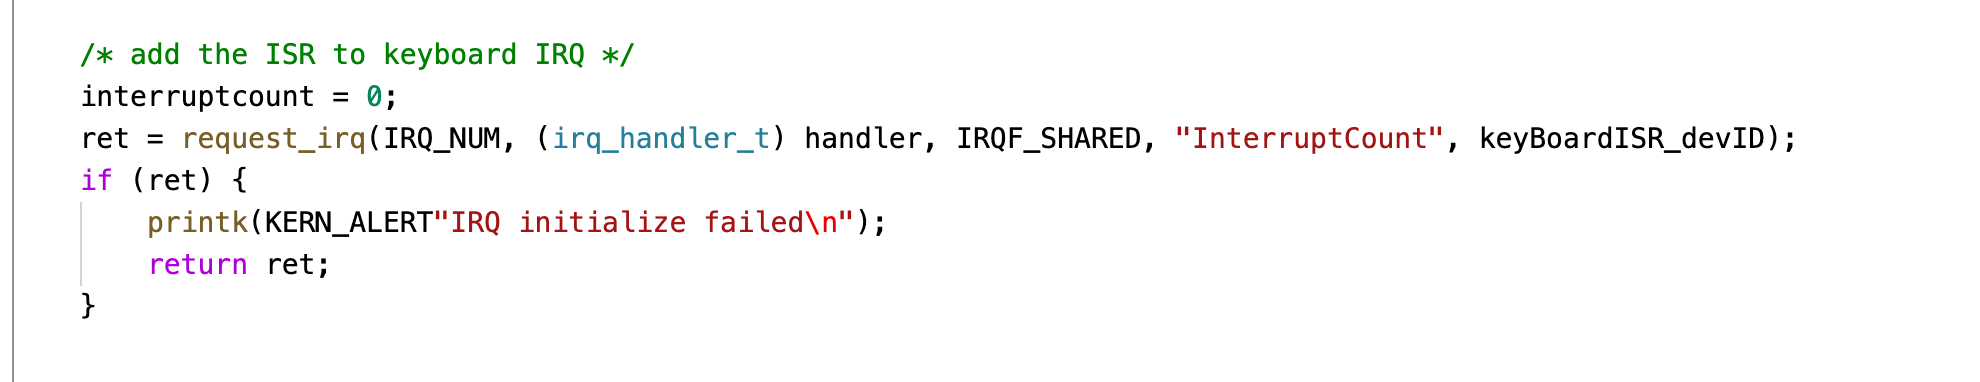 /* add the ISR to keyboard IRQ */
interruptcount = 0;
ret = request_irq(IRQ_NUM, (irq_handler_t) handler, IRQF_SHARED, "InterruptCount", keyBoardISR_devID);
if (ret) {
    printk(KERN_ALERT"IRQ initialize failed\n");
    return ret;
}